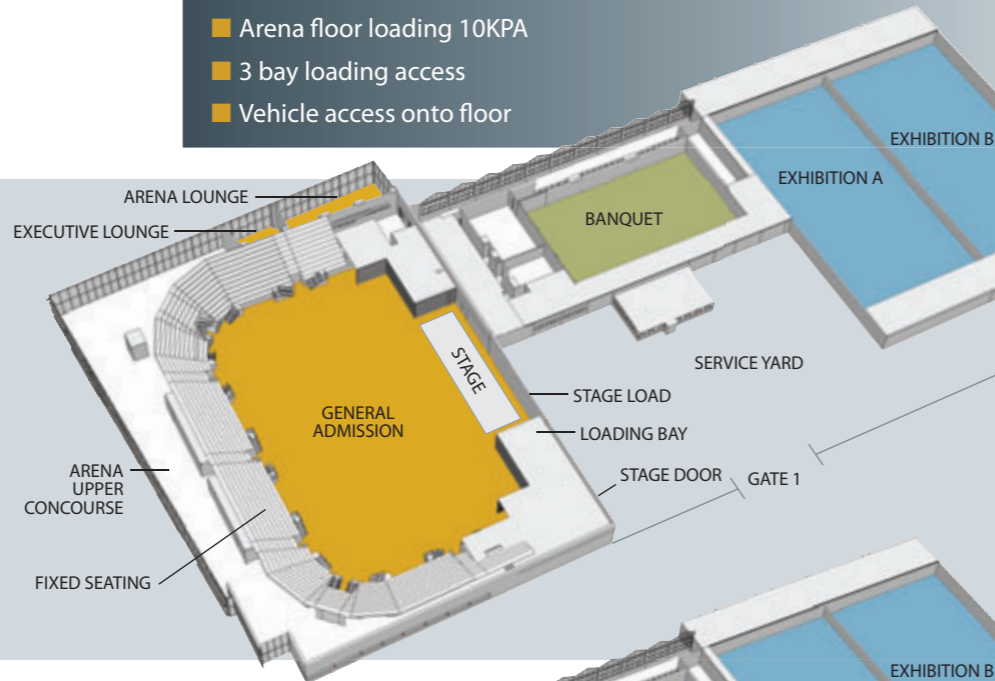 Arena floor loading 10KPA
3 bay loading access
Vehicle access onto floor
EXHIBITION B
EXHIBITION A
ARENA LOUNGE
BANQUET
EXECUTIVE LOUNGE
STAGE
SERVICE YARD
STAGE LOAD
GENERAL
ADMISSION
LOADING BAY
ARENA
UPPER
CONCOURSE
STAGE DOOR
GATE 1
FIXED SEATING
EXHIBITION B